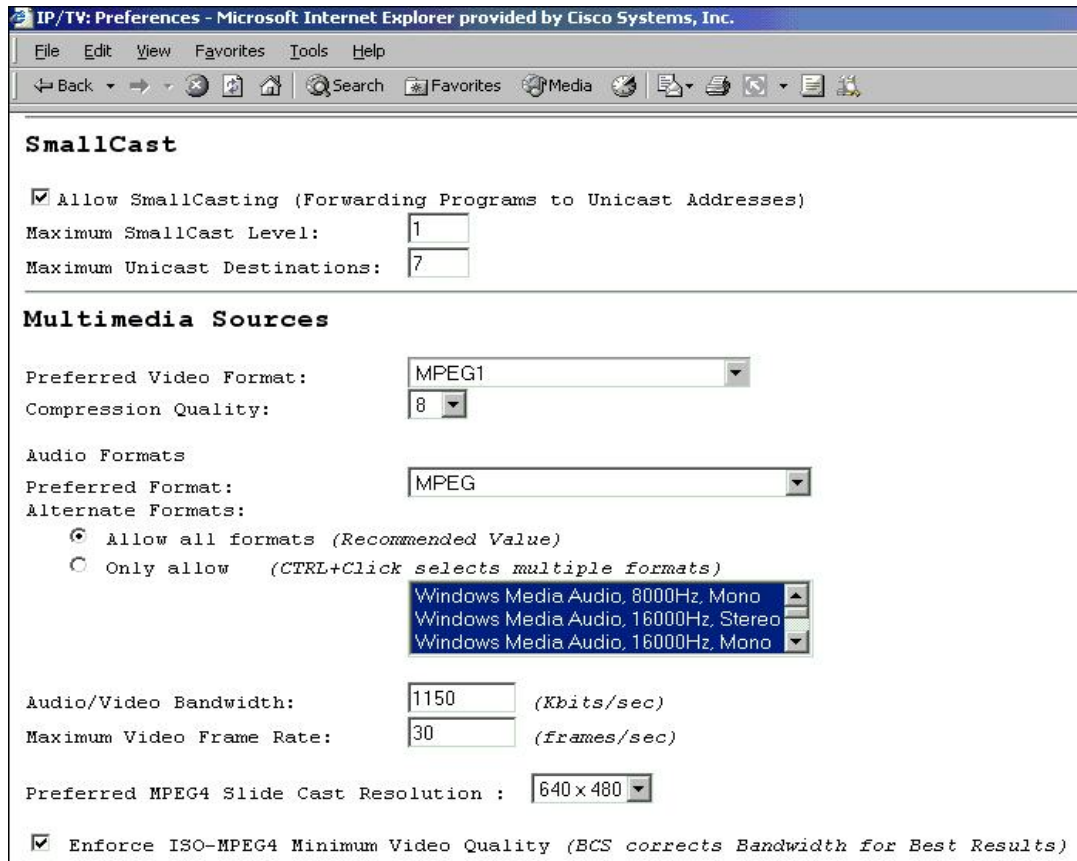 IP/TV: Preferences - Microsoft Internet Explorer provided by Cisco Systems, Inc.
File Edit View Favorites Tools Help
Back Search Favorites Media
SmallCast
Allow SmallCasting (Forwarding Programs to Unicast Addresses)
Maximum SmallCast Level: 1
Maximum Unicast Destinations: 7
Multimedia Sources
Preferred Video Format: MPEG1
Compression Quality: 8
Audio Formats
Preferred Format: MPEG
Alternate Formats:
Allow all formats (Recommended Value)
Only allow (CTRL+Click selects multiple formats)
Windows Media Audio, 8000Hz, Mono
Windows Media Audio, 16000Hz, Stereo
Windows Media Audio, 16000Hz, Mono
Audio/Video Bandwidth: 1150 (Kbits/sec)
Maximum Video Frame Rate: 30 (frames/sec)
Preferred MPEG4 Slide Cast Resolution : 640 x 480
Enforce ISO-MPEG4 Minimum Video Quality (BCS corrects Bandwidth for Best Results)